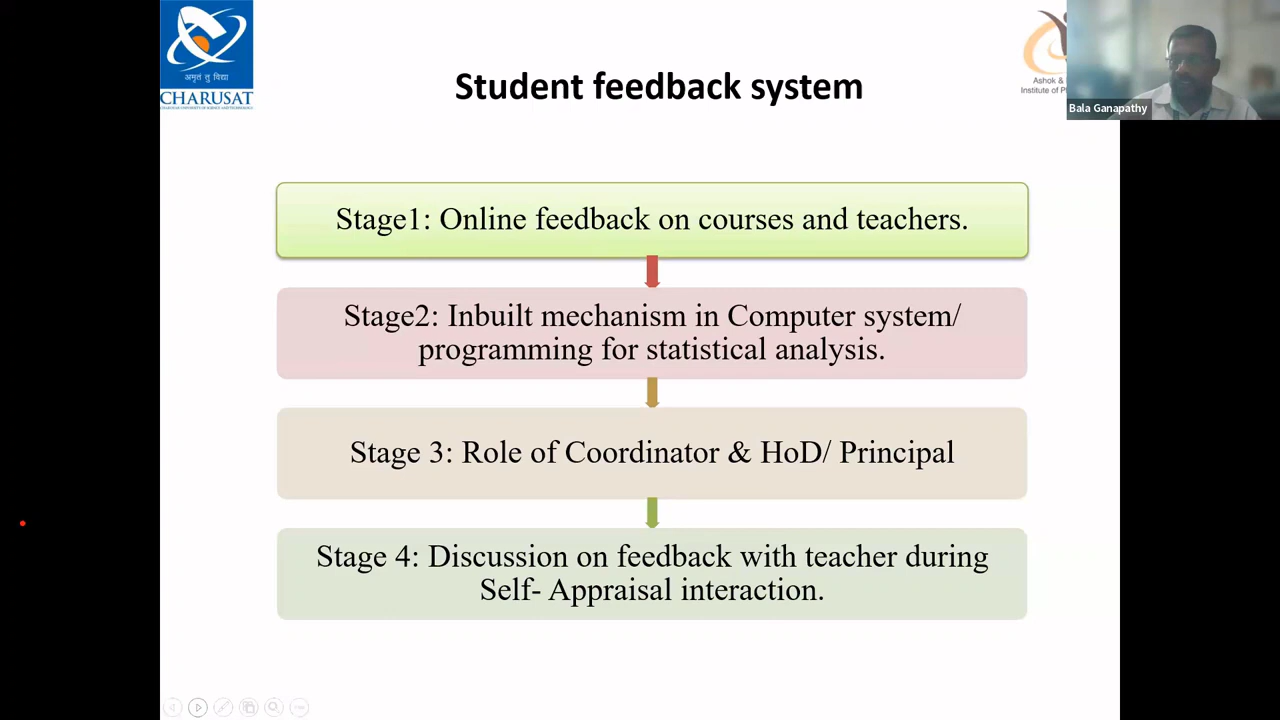 अमृतं तु विद्या
CHARUSAT
Student feedback system
Ashok &
Institute of P
Bala Ganapathy
Stage1: Online feedback on courses and teachers.
Stage2: Inbuilt mechanism in Computer system/
programming for statistical analysis.
Stage 3: Role of Coordinator & HoD/ Principal
Stage 4: Discussion on feedback with teacher during
Self- Appraisal interaction.